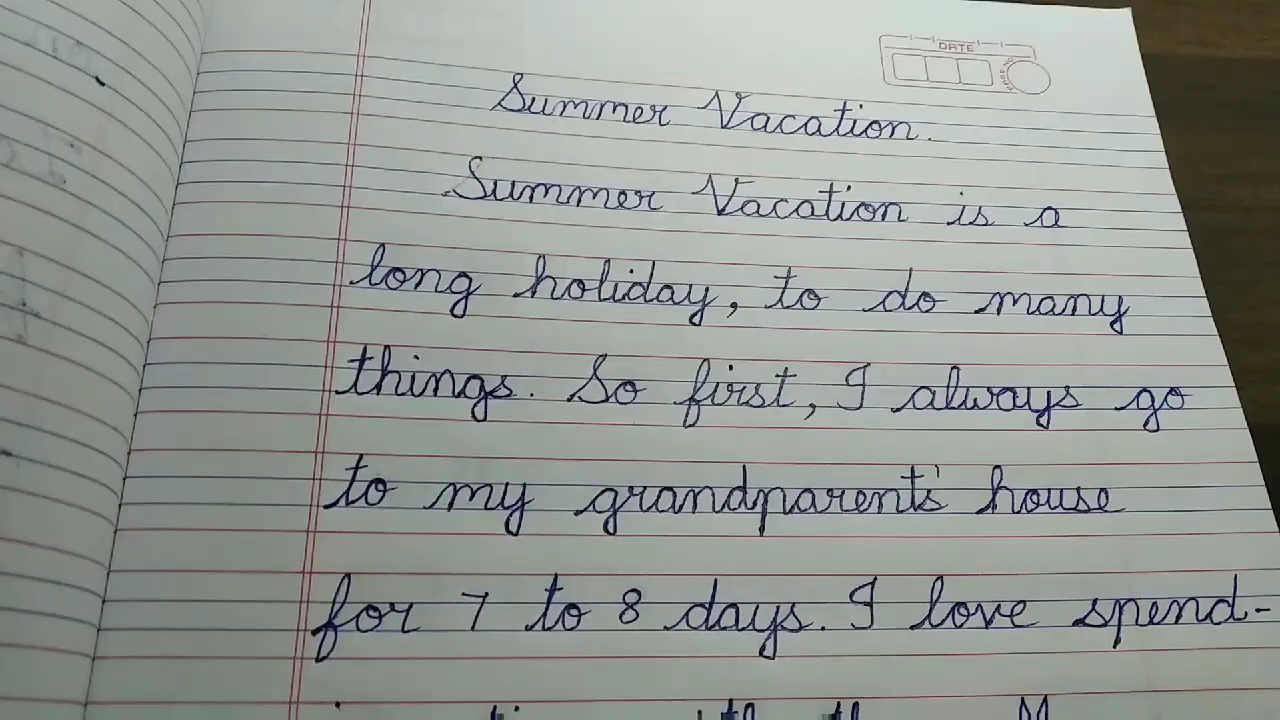 DATE
Summer Vacation.
Summer Vacation is a
long holiday, to do many
things. So first, I always go
to my grandparent's house
for 7 to 8 days. I love spend-